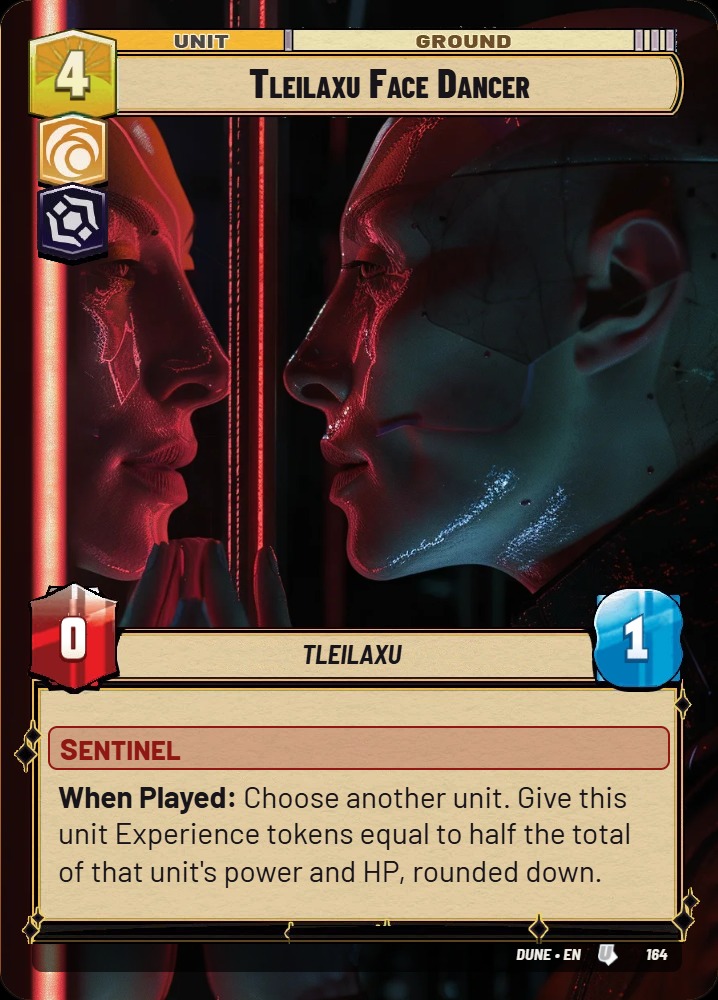 UNIT
GROUND
4
TLEILAXU FACE DANCER
0
1
TLEILAXU
SENTINEL
When Played: Choose another unit. Give this
unit Experience tokens equal to half the total
of that unit's power and HP, rounded down.
DUNE • EN 164